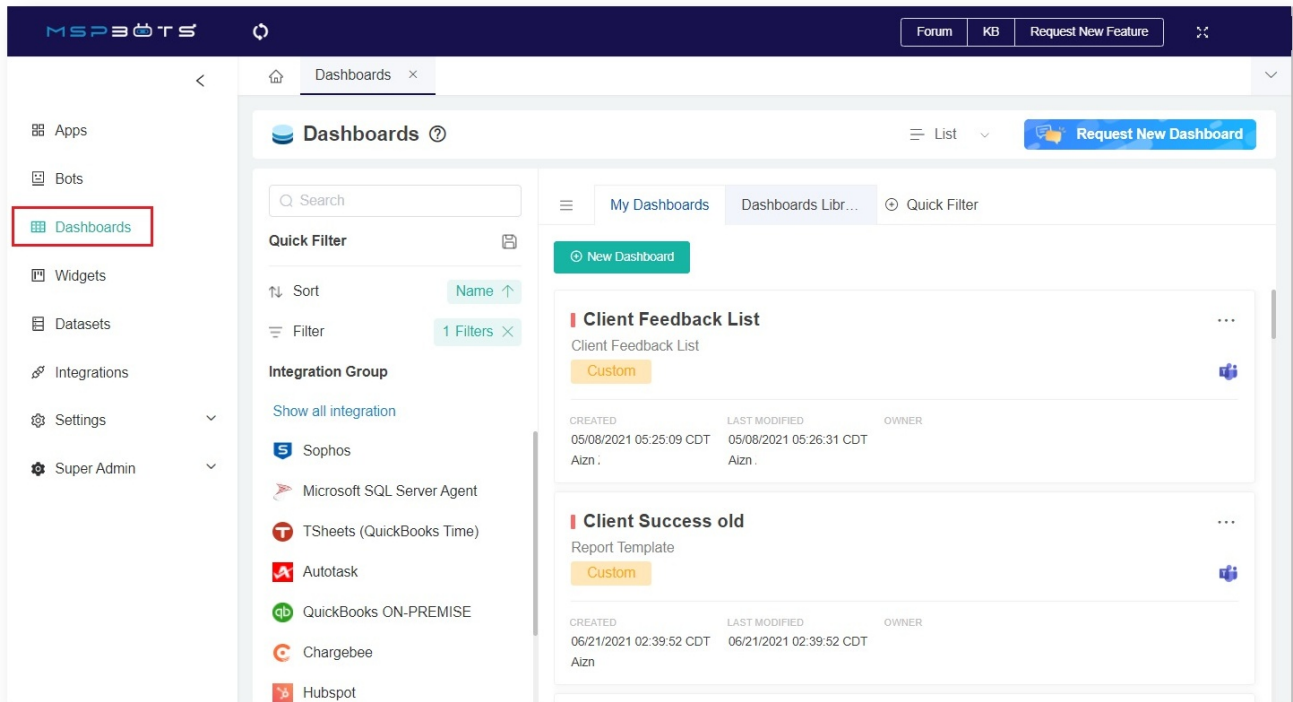 MSPBOTS
Forum KB Request New Feature
Dashboards
Apps
Bots
Dashboards
Widgets
Datasets
Integrations
Settings
Super Admin
Dashboards
List
Request New Dashboard
Search
Quick Filter
Sort Name
Filter 1 Filters
Integration Group
Show all integration
Sophos
Microsoft SQL Server Agent
TSheets (QuickBooks Time)
Autotask
QuickBooks ON-PREMISE
Chargebee
Hubspot
My Dashboards Dashboards Libr... Quick Filter
New Dashboard
Client Feedback List
Client Feedback List
Custom
CREATED LAST MODIFIED OWNER
05/08/2021 05:25:09 CDT 05/08/2021 05:26:31 CDT
Aizn Aizn
Client Success old
Report Template
Custom
CREATED LAST MODIFIED OWNER
06/21/2021 02:39:52 CDT 06/21/2021 02:39:52 CDT
Aizn